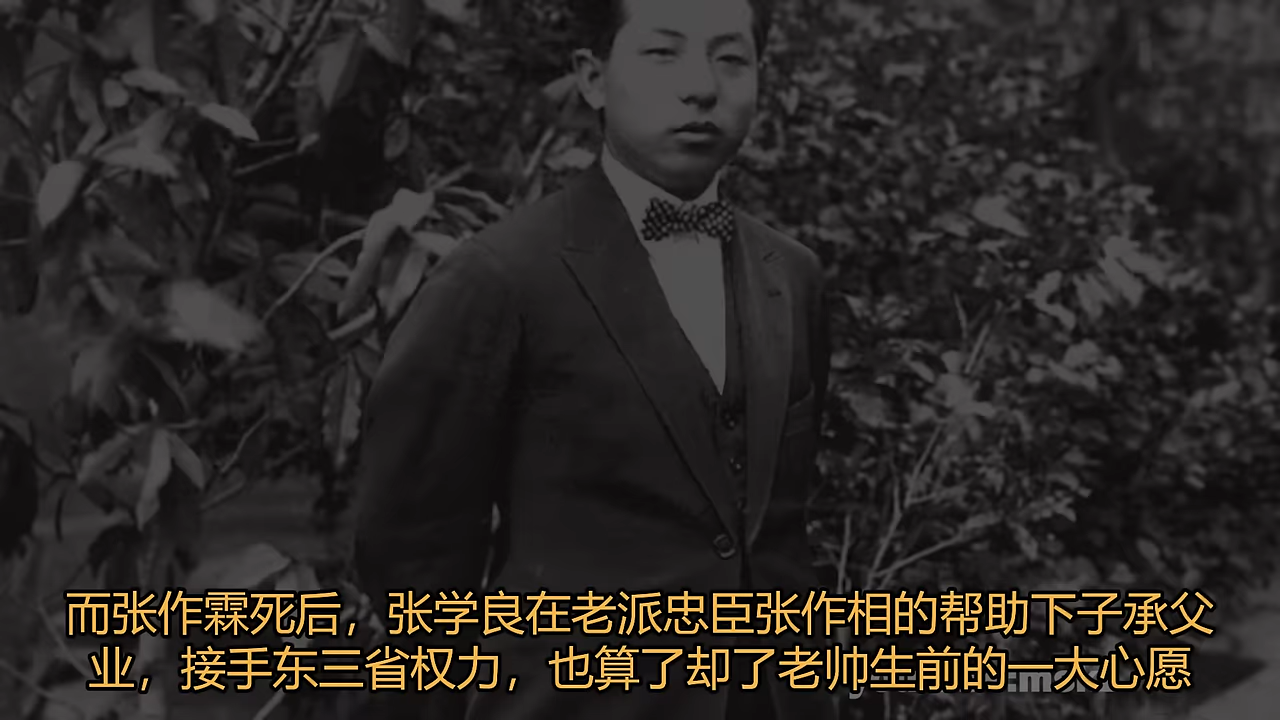 而张作霖死后，张学良在老派忠臣张作相的帮助下子承父
业，接手东三省权力，也算了却了老帅生前的一大心愿